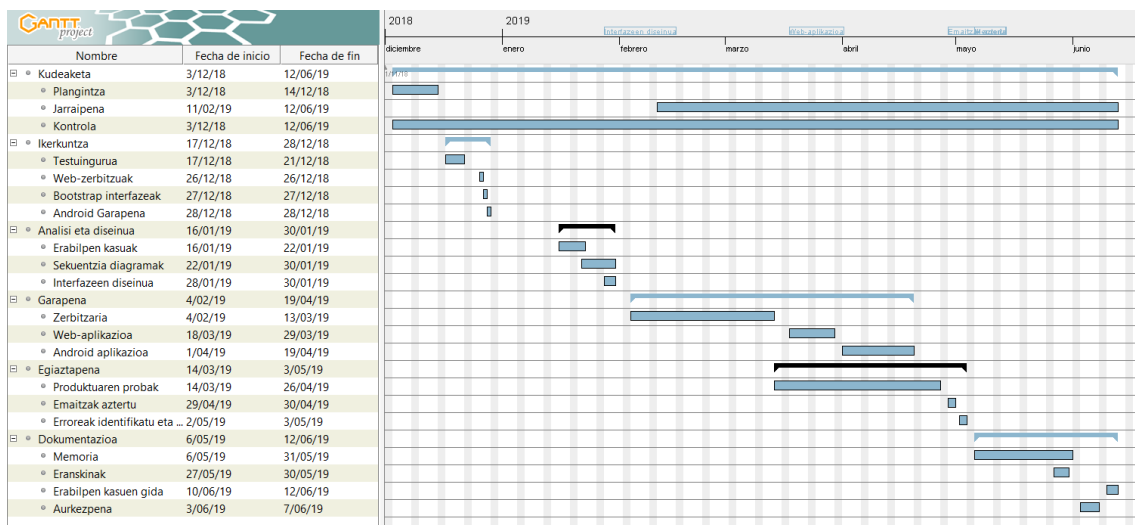 GANTT
project
2018 2019
Interfazeen diseinua Web-aplikazioa
diciembre enero febrero marzo abril mayo junio
Nombre Fecha de inicio Fecha de fin
Kudeaketa 3/12/18 12/06/19
Plangintza 3/12/18 14/12/18
Jarraipena 11/02/19 12/06/19
Kontrola 3/12/18 12/06/19
Ikerkuntza 17/12/18 28/12/18
Testuingurua 17/12/18 21/12/18
Web-zerbitzuak 26/12/18 26/12/18
Bootstrap interfazeak 27/12/18 27/12/18
Android Garapena 28/12/18 28/12/18
Analisi eta diseinua 16/01/19 30/01/19
Erabilpen kasuak 16/01/19 22/01/19
Sekuentzia diagramak 22/01/19 30/01/19
Interfazeen diseinua 28/01/19 30/01/19
Garapena 4/02/19 19/04/19
Zerbitzaria 4/02/19 13/03/19
Web-aplikazioa 18/03/19 29/03/19
Android aplikazioa 1/04/19 19/04/19
Egiaztapena 14/03/19 3/05/19
Produktuaren probak 14/03/19 26/04/19
Emaitzak aztertu 29/04/19 30/04/19
Erroreak identifikatu eta ... 2/05/19 3/05/19
Dokumentazioa 6/05/19 12/06/19
Memoria 6/05/19 31/05/19
Eranskinak 27/05/19 30/05/19
Erabilpen kasuen gida 10/06/19 12/06/19
Aurkezpena 3/06/19 7/06/19